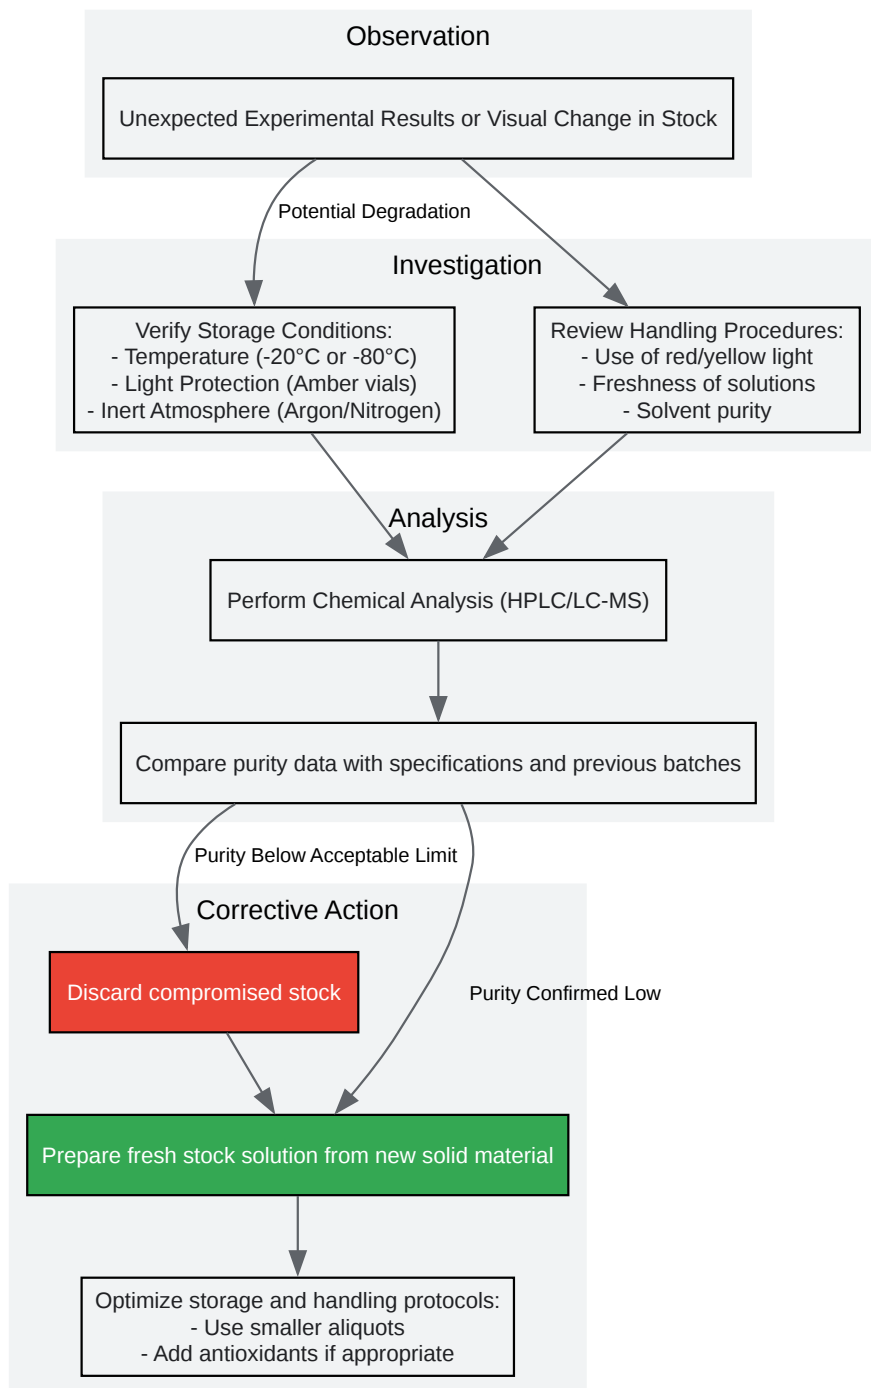 Observation
Unexpected Experimental Results or Visual Change in Stock
Potential Degradation
Investigation
Verify Storage Conditions:
- Temperature (-20°C or -80°C)
- Light Protection (Amber vials)
- Inert Atmosphere (Argon/Nitrogen)
Review Handling Procedures:
- Use of red/yellow light
- Freshness of solutions
- Solvent purity
Analysis
Perform Chemical Analysis (HPLC/LC-MS)
Compare purity data with specifications and previous batches
Purity Below Acceptable Limit
Corrective Action
Discard compromised stock
Purity Confirmed Low
Prepare fresh stock solution from new solid material
Optimize storage and handling protocols:
- Use smaller aliquots
- Add antioxidants if appropriate